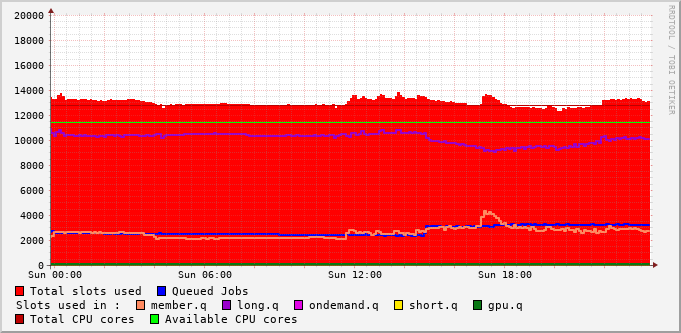 20000
18000
16000
14000
12000
10000
8000
6000
4000
2000
0
Sun 00:00 Sun 06:00 Sun 12:00 Sun 18:00
Total slots used Queued Jobs
Slots used in : member.q long.q ondemand.q short.q gpu.q
Total CPU cores Available CPU cores
RRDTOOL / TOBI OETIKER